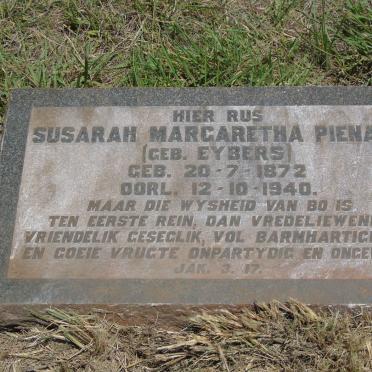 HIER RUS
SUSARAH MARGARETHA PIENA
(GEB. EYBERS)
GEB. 20-7-1872
OORL. 12-10-1940.
MAAR DIE WYSHEID VAN BO IS
TEN EERSTE REIN, DAN VREDELIEWEN
VRIENDELIK GESEGLIK, VOL BARMHARTIG
EN GOEIE VRUGTE ONPARTYDIG EN ONGE
JAK. 3. 17.